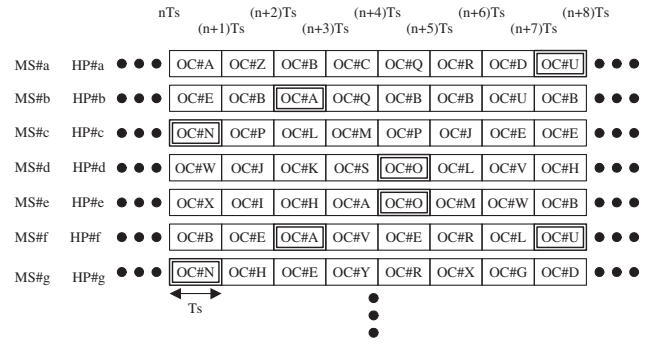 nTs (n+2)Ts (n+4)Ts (n+6)Ts (n+8)Ts
(n+1)Ts (n+3)Ts (n+5)Ts (n+7)Ts
MS#a HP#a OC#A OC#Z OC#B OC#C OC#Q OC#R OC#D OC#U
MS#b HP#b OC#E OC#B OC#A OC#Q OC#B OC#B OC#U OC#B
MS#c HP#c OC#N OC#P OC#L OC#M OC#P OC#J OC#E OC#E
MS#d HP#d OC#W OC#J OC#K OC#S OC#O OC#L OC#V OC#H
MS#e HP#e OC#X OC#I OC#H OC#A OC#O OC#M OC#W OC#B
MS#f HP#f OC#B OC#E OC#A OC#V OC#E OC#R OC#L OC#U
MS#g HP#g OC#N OC#H OC#E OC#Y OC#R OC#X OC#G OC#D
Ts